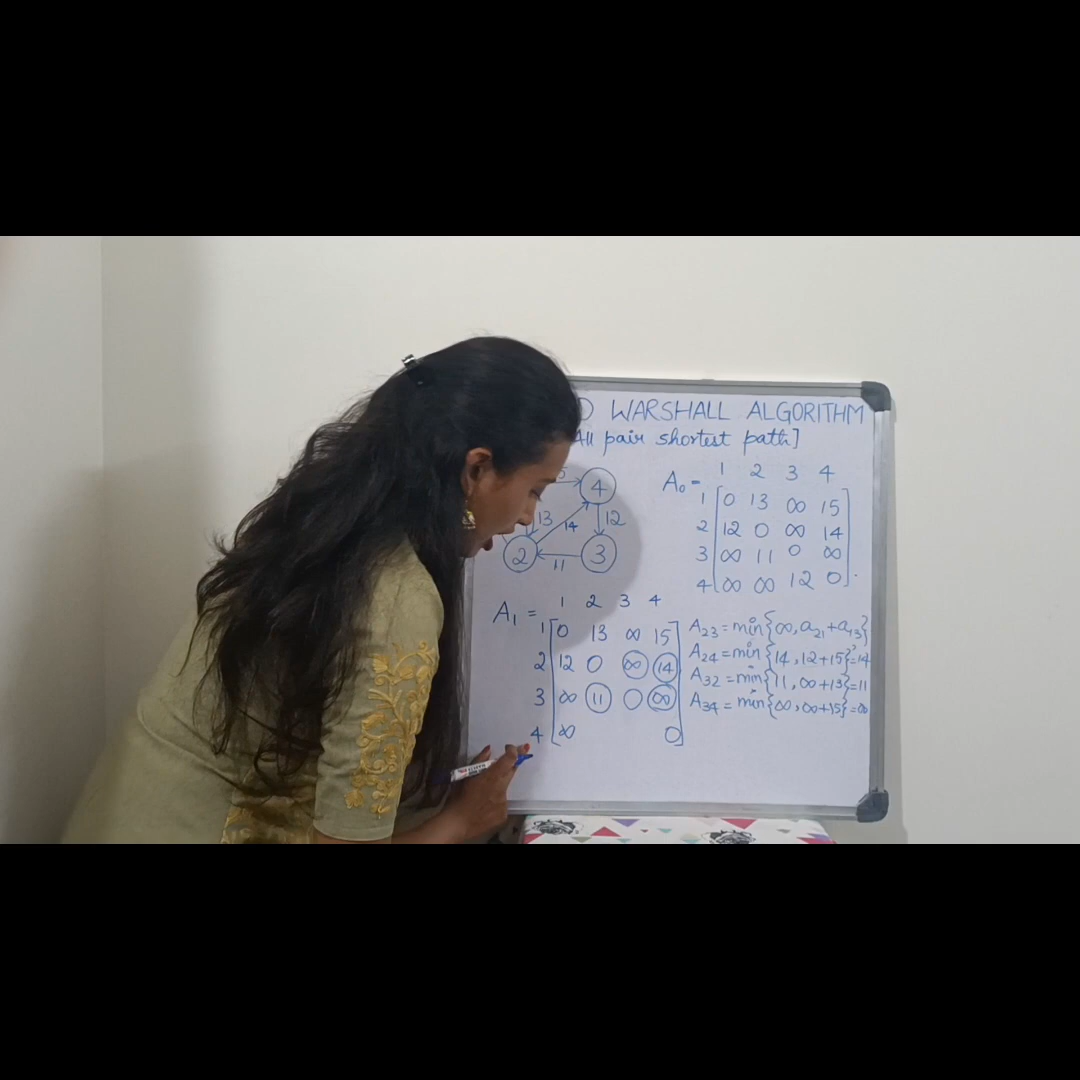 WARSHALL ALGORITHM
All pair shortest path]
4
13 14 12
2 3
11
A₀ =
1 2 3 4
1 0 13 ∞ 15
2 12 0 ∞ 14
3 ∞ 11 0 ∞
4 ∞ ∞ 12 0
A₁ =
1 2 3 4
1 0 13 ∞ 15
2 12 0 ∞ 14
3 ∞ 11 0 ∞
4 ∞ 0
A₂₃ = min{∞, a₂₁+a₁₃}
A₂₄ = min{14, 12+15}=14
A₃₂ = min{11, ∞+13}=11
A₃₄ = min{∞, ∞+15}=∞